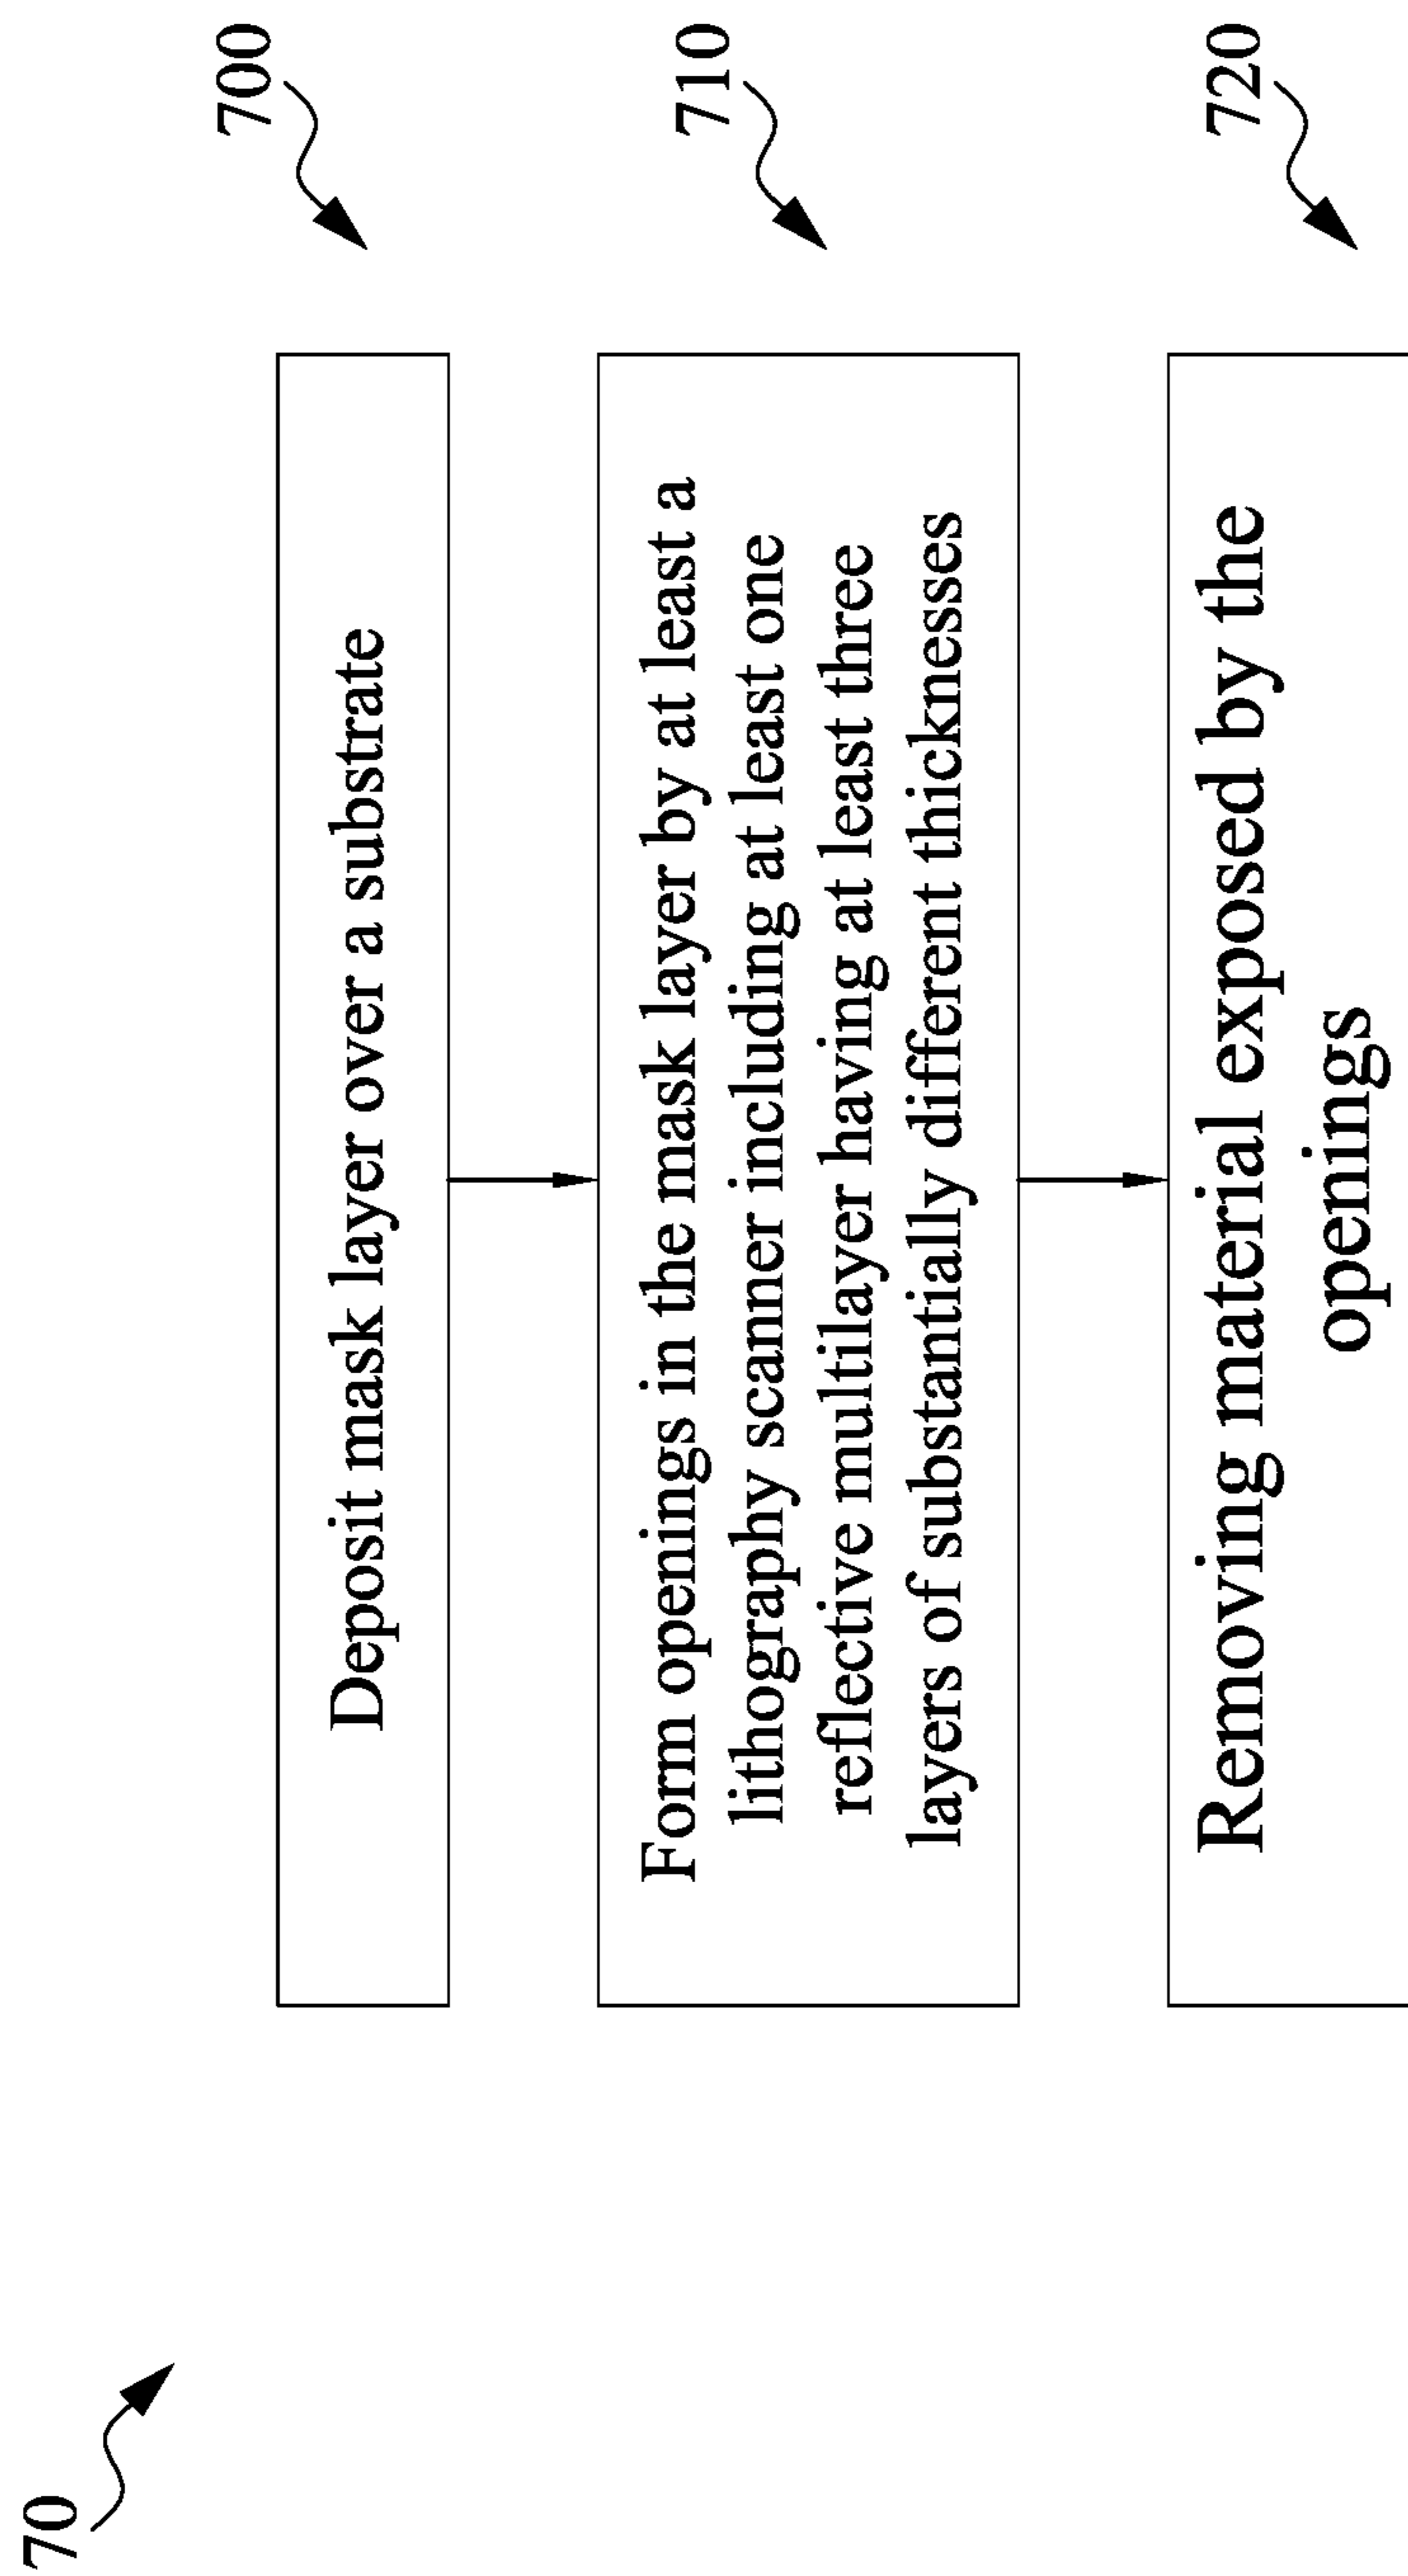 70
700
Deposit mask layer over a substrate
710
Form openings in the mask layer by at least a
lithography scanner including at least one
reflective multilayer having at least three
layers of substantially different thicknesses
720
Removing material exposed by the
openings